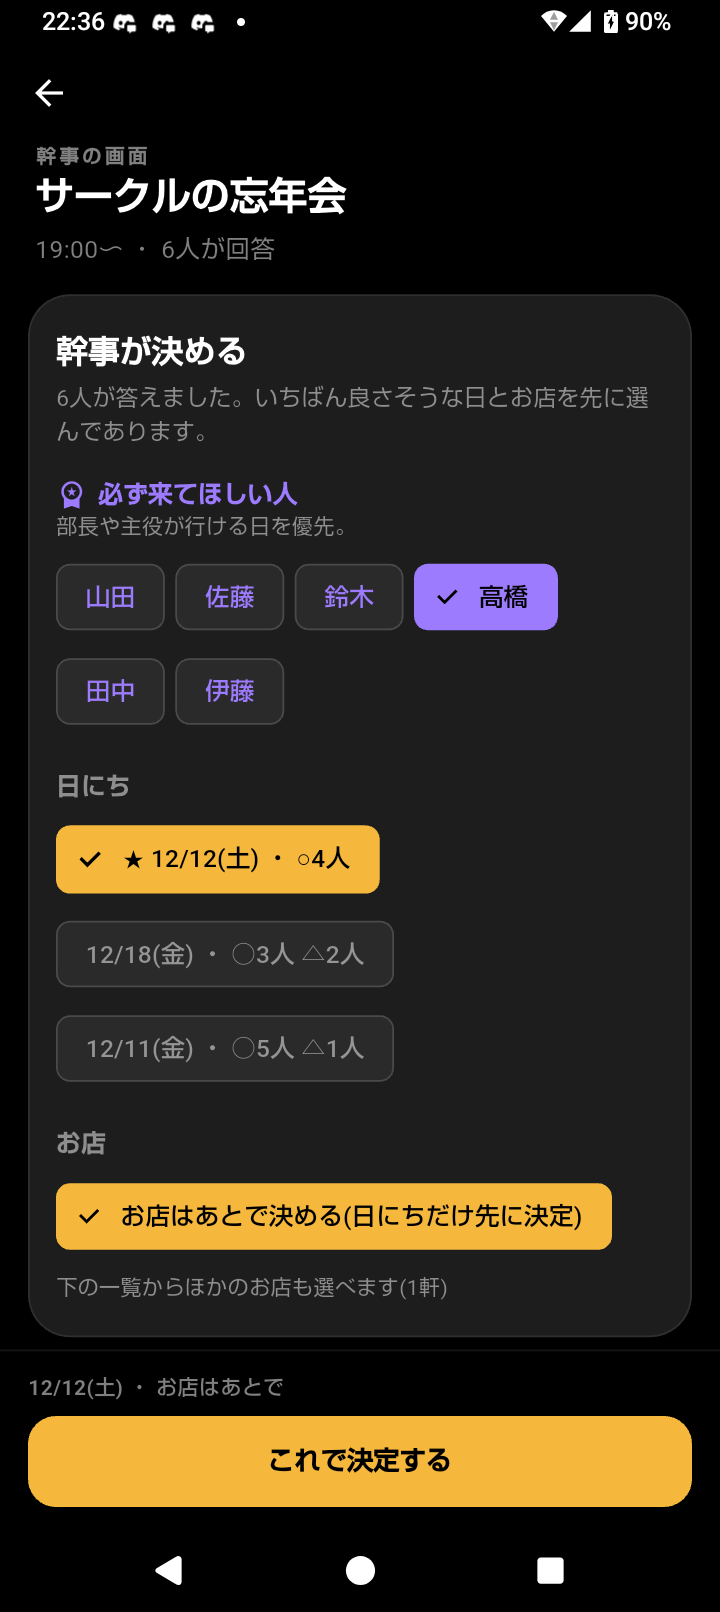 22:36 90%
幹事の画面
サークルの忘年会
19:00〜 ・ 6人が回答
幹事が決める
6人が答えました。いちばん良さそうな日とお店を先に選
んであります。
必ず来てほしい人
部長や主役が行ける日を優先。
山田 佐藤 鈴木 ✓ 高橋
田中 伊藤
日にち
✓ ★ 12/12(土) ・ ○4人
12/18(金) ・ ◯3人 △2人
12/11(金) ・ ◯5人 △1人
お店
✓ お店はあとで決める(日にちだけ先に決定)
下の一覧からほかのお店も選べます(1軒)
12/12(土) ・ お店はあとで
これで決定する